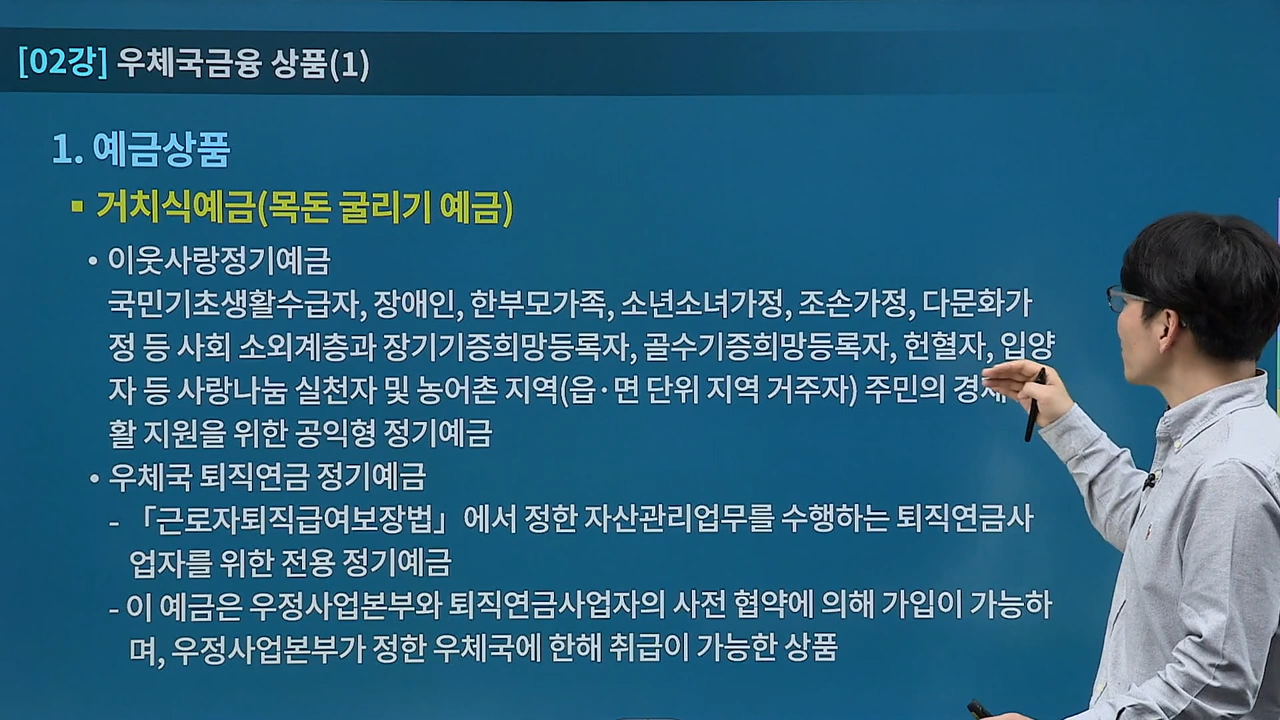 [02강] 우체국금융 상품(1)
1. 예금상품
▪ 거치식예금(목돈 굴리기 예금)
• 이웃사랑정기예금
국민기초생활수급자, 장애인, 한부모가족, 소년소녀가정, 조손가정, 다문화가
정 등 사회 소외계층과 장기기증희망등록자, 골수기증희망등록자, 헌혈자, 입양
자 등 사랑나눔 실천자 및 농어촌 지역(읍·면 단위 지역 거주자) 주민의
활 지원을 위한 공익형 정기예금
• 우체국 퇴직연금 정기예금
- 「근로자퇴직급여보장법」에서 정한 자산관리업무를 수행하는 퇴직연금사
업자를 위한 전용 정기예금
- 이 예금은 우정사업본부와 퇴직연금사업자의 사전 협약에 의해 가입이 가능하
며, 우정사업본부가 정한 우체국에 한해 취급이 가능한 상품